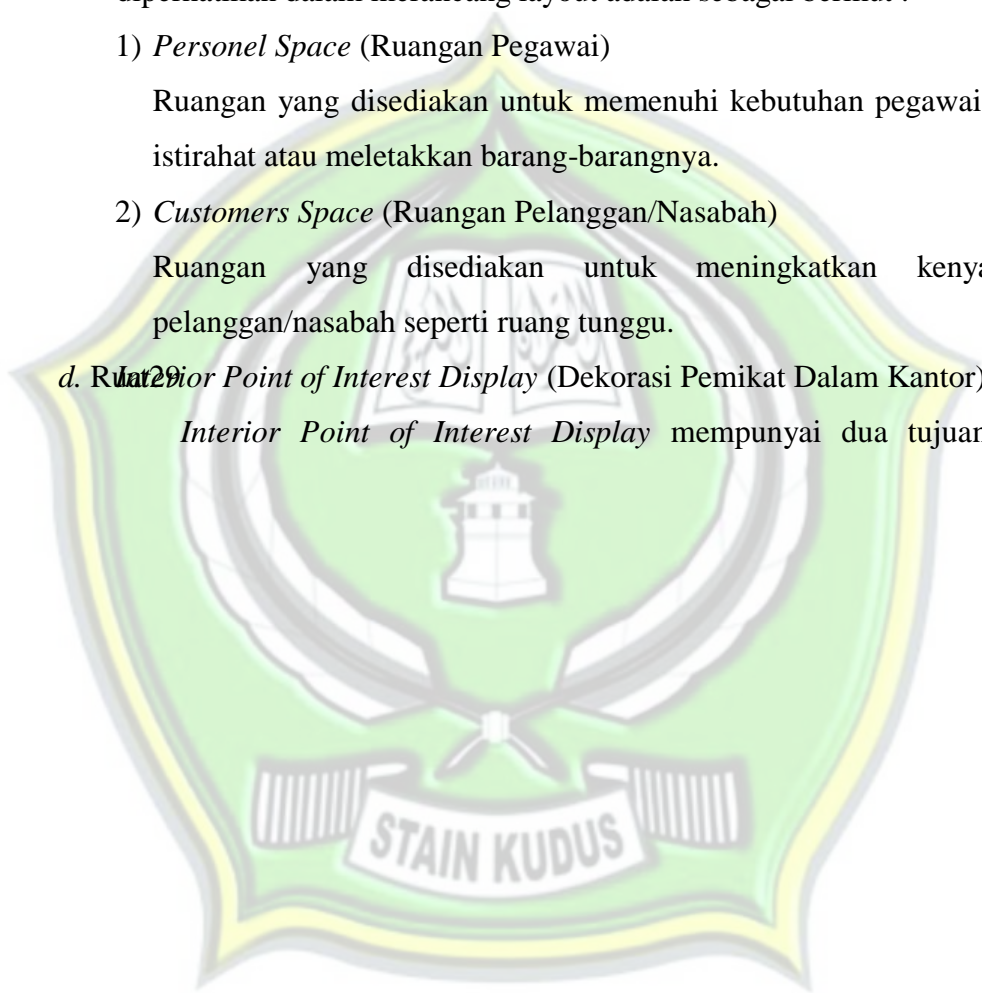 1) Personel Space (Ruangan Pegawai)
Ruangan yang disediakan untuk memenuhi kebutuhan pegawai
istirahat atau meletakkan barang-barangnya.
2) Customers Space (Ruangan Pelanggan/Nasabah)
Ruangan yang disediakan untuk meningkatkan kenya
pelanggan/nasabah seperti ruang tunggu.
d. Interior Point of Interest Display (Dekorasi Pemikat Dalam Kantor)
Interior Point of Interest Display mempunyai dua tujuan
STAIN KUDUS